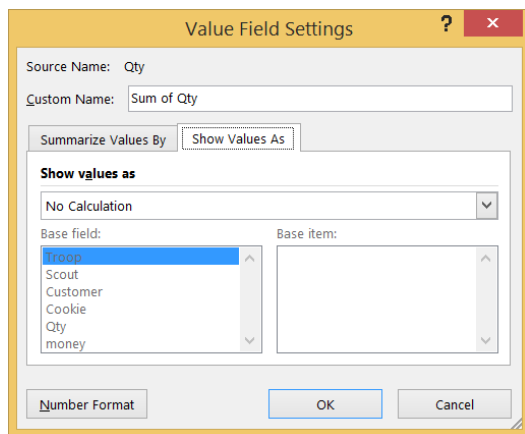 Value Field Settings ? ×
Source Name: Qty
Custom Name: Sum of Qty
Summarize Values By Show Values As
Show values as
No Calculation
Base field: Base item:
Troop
Scout
Customer
Cookie
Qty
money
Number Format OK Cancel